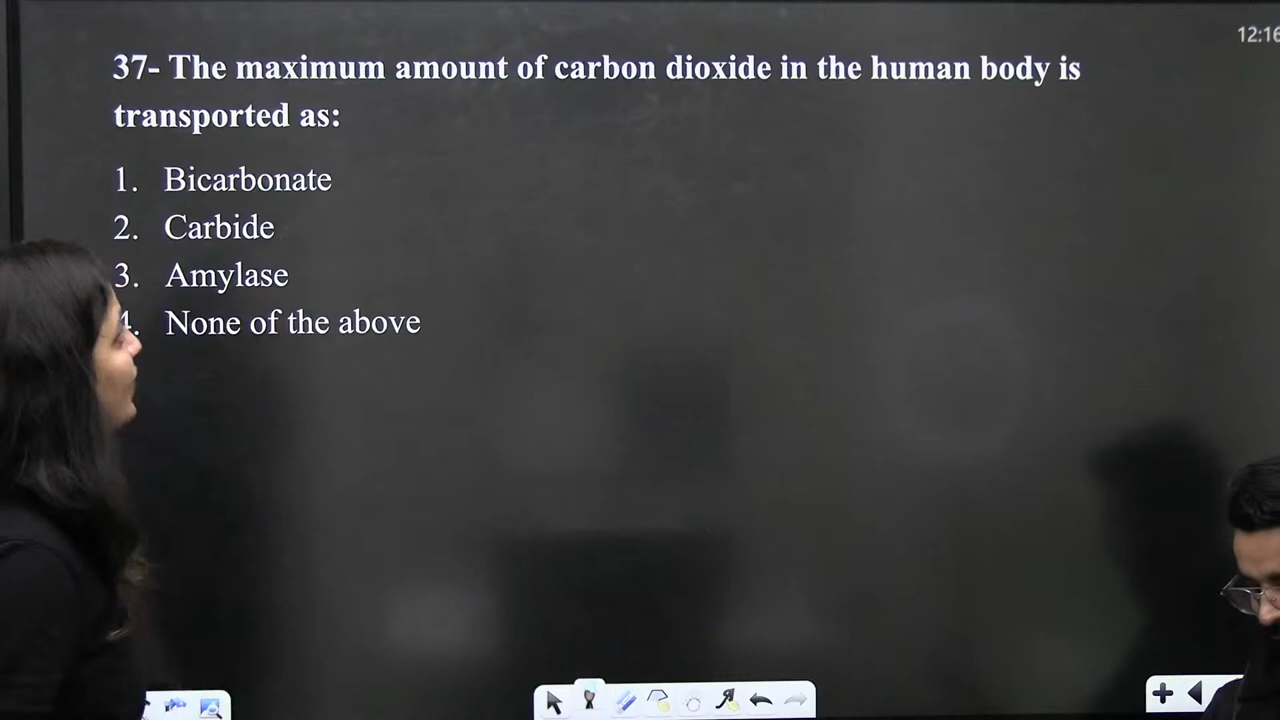 12:16
37- The maximum amount of carbon dioxide in the human body is
transported as:
1. Bicarbonate
2. Carbide
3. Amylase
4. None of the above